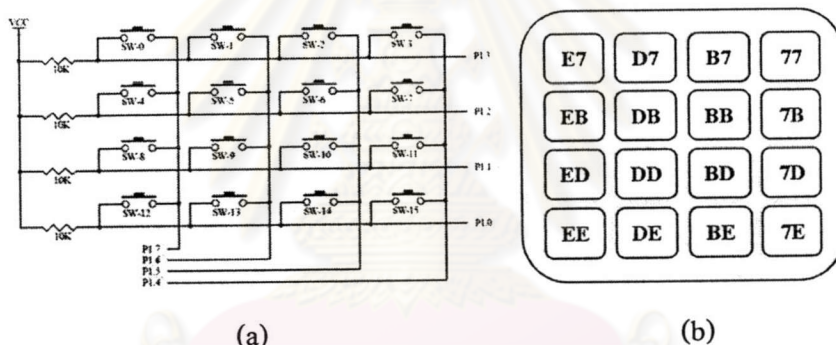 VCC
SW-0 SW-1 SW-2 SW-3
10K P1.3
SW-4 SW-5 SW-6 SW-7
10K P1.2
SW-8 SW-9 SW-10 SW-11
10K P1.1
SW-12 SW-13 SW-14 SW-15
10K P1.0
P1.7
P1.6
P1.5
P1.4
E7 D7 B7 77
EB DB BB 7B
ED DD BD 7D
EE DE BE 7E
(a) (b)